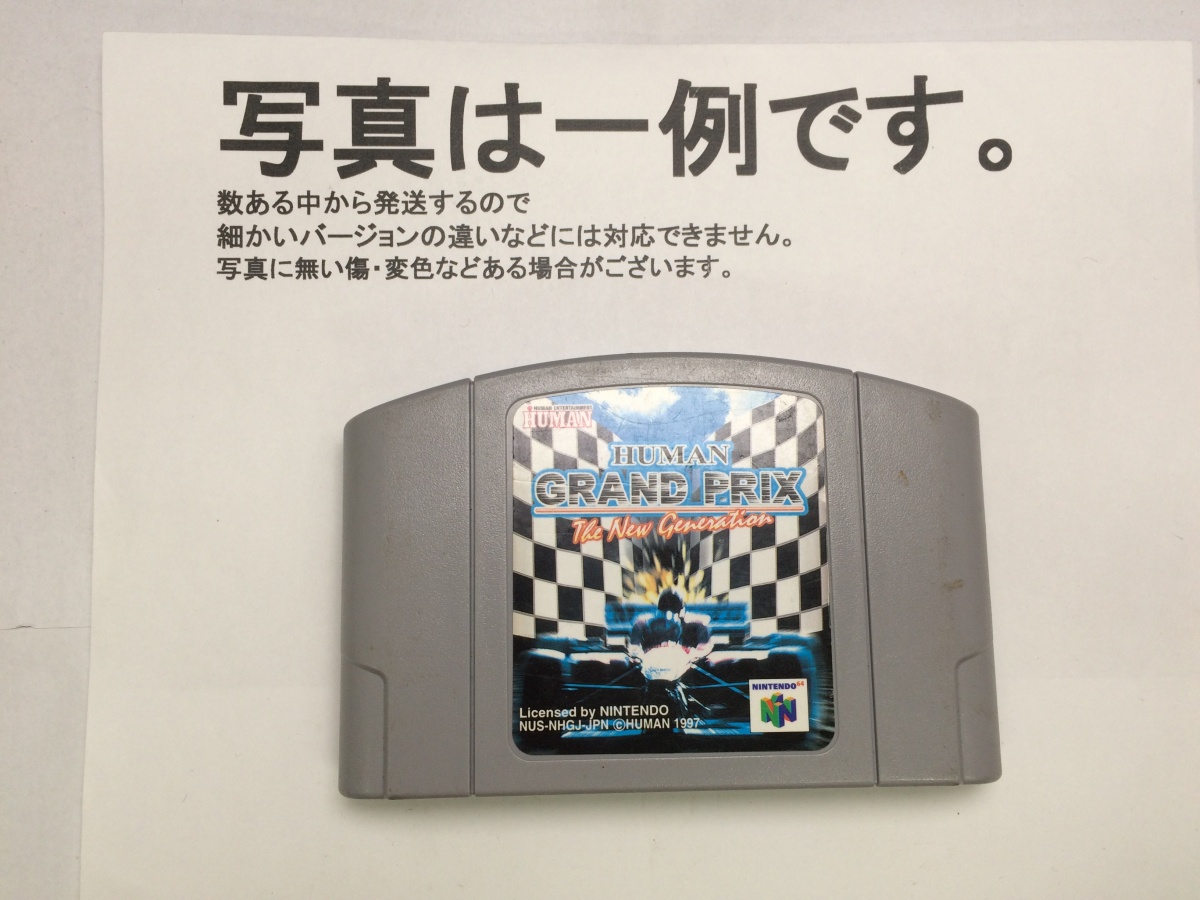 写真は一例です。
数ある中から発送するので
細かいバージョンの違いなどには対応できません。
写真に無い傷・変色などある場合がございます。
HUMAN ENTERTAINMENT
HUMAN
HUMAN
GRAND PRIX
The New Generation
NINTENDO64
Licensed by NINTENDO
NUS-NHGJ-JPN ©HUMAN 1997